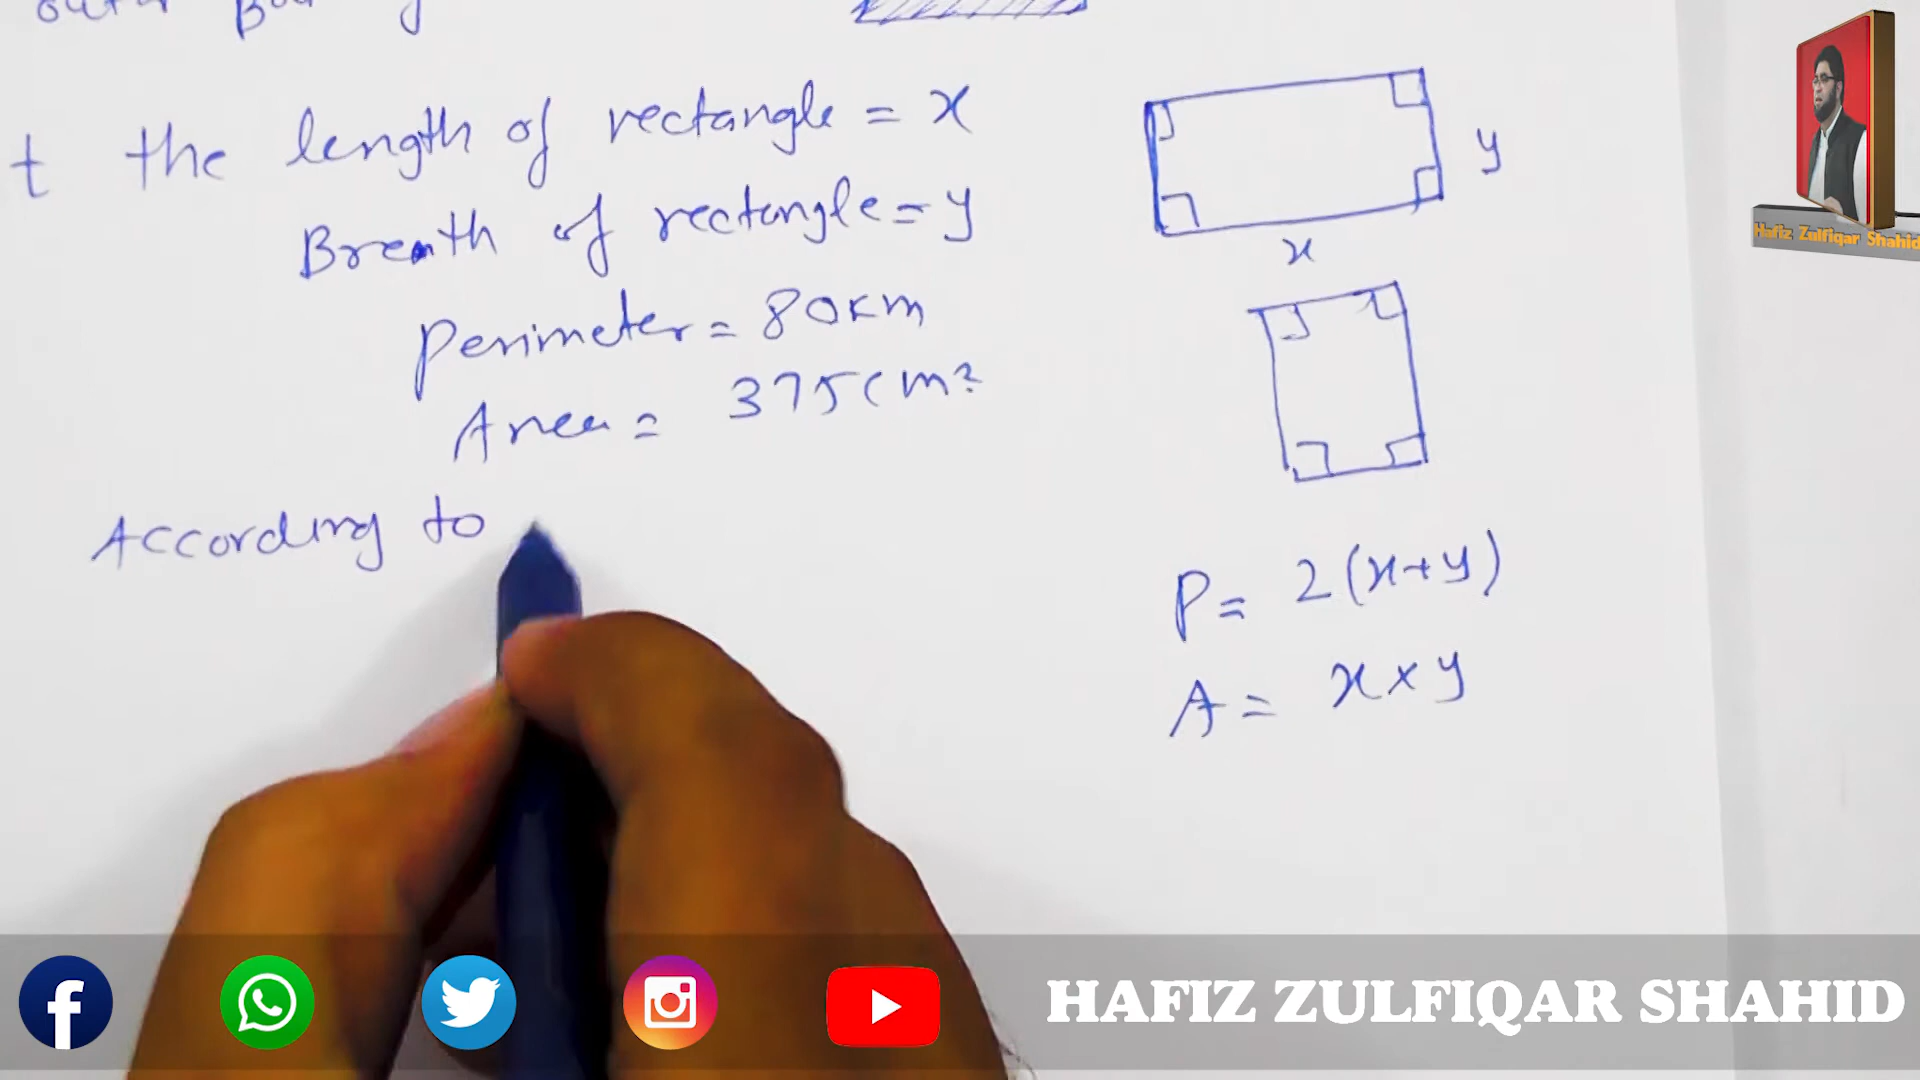 t the length of rectangle = x
Breath of rectangle = y
Perimeter = 80km
Area = 375cm²
According to
y
x
P = 2(x+y)
A = x × y
Hafiz Zulfiqar Shahid
HAFIZ ZULFIQAR SHAHID